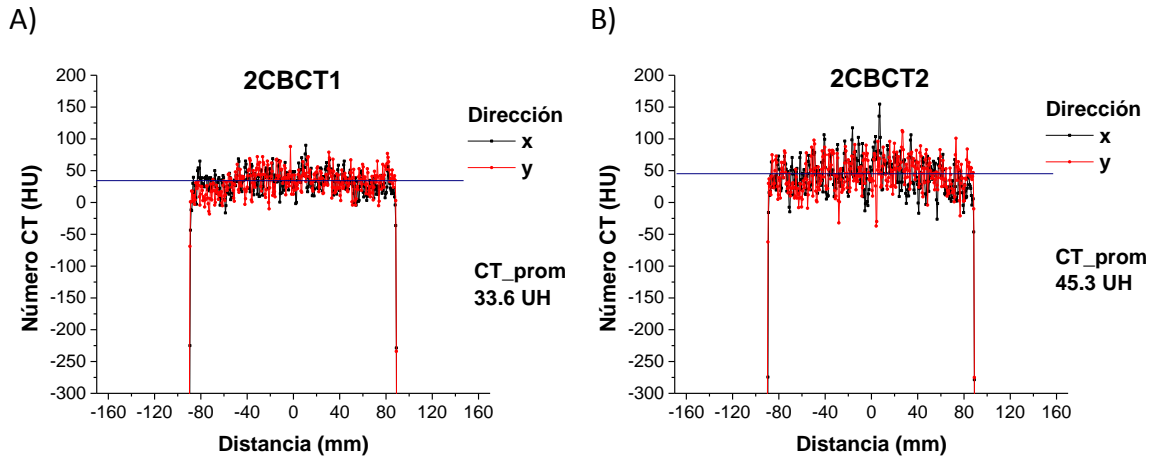 A)
2CBCT1
Número CT (HU)
200
150
100
50
0
-50
-100
-150
-200
-250
-300
-160 -120 -80 -40 0 40 80 120 160
Distancia (mm)
Dirección
x
y
CT_prom
33.6 UH
B)
2CBCT2
Número CT (HU)
200
150
100
50
0
-50
-100
-150
-200
-250
-300
-160 -120 -80 -40 0 40 80 120 160
Distancia (mm)
Dirección
x
y
CT_prom
45.3 UH